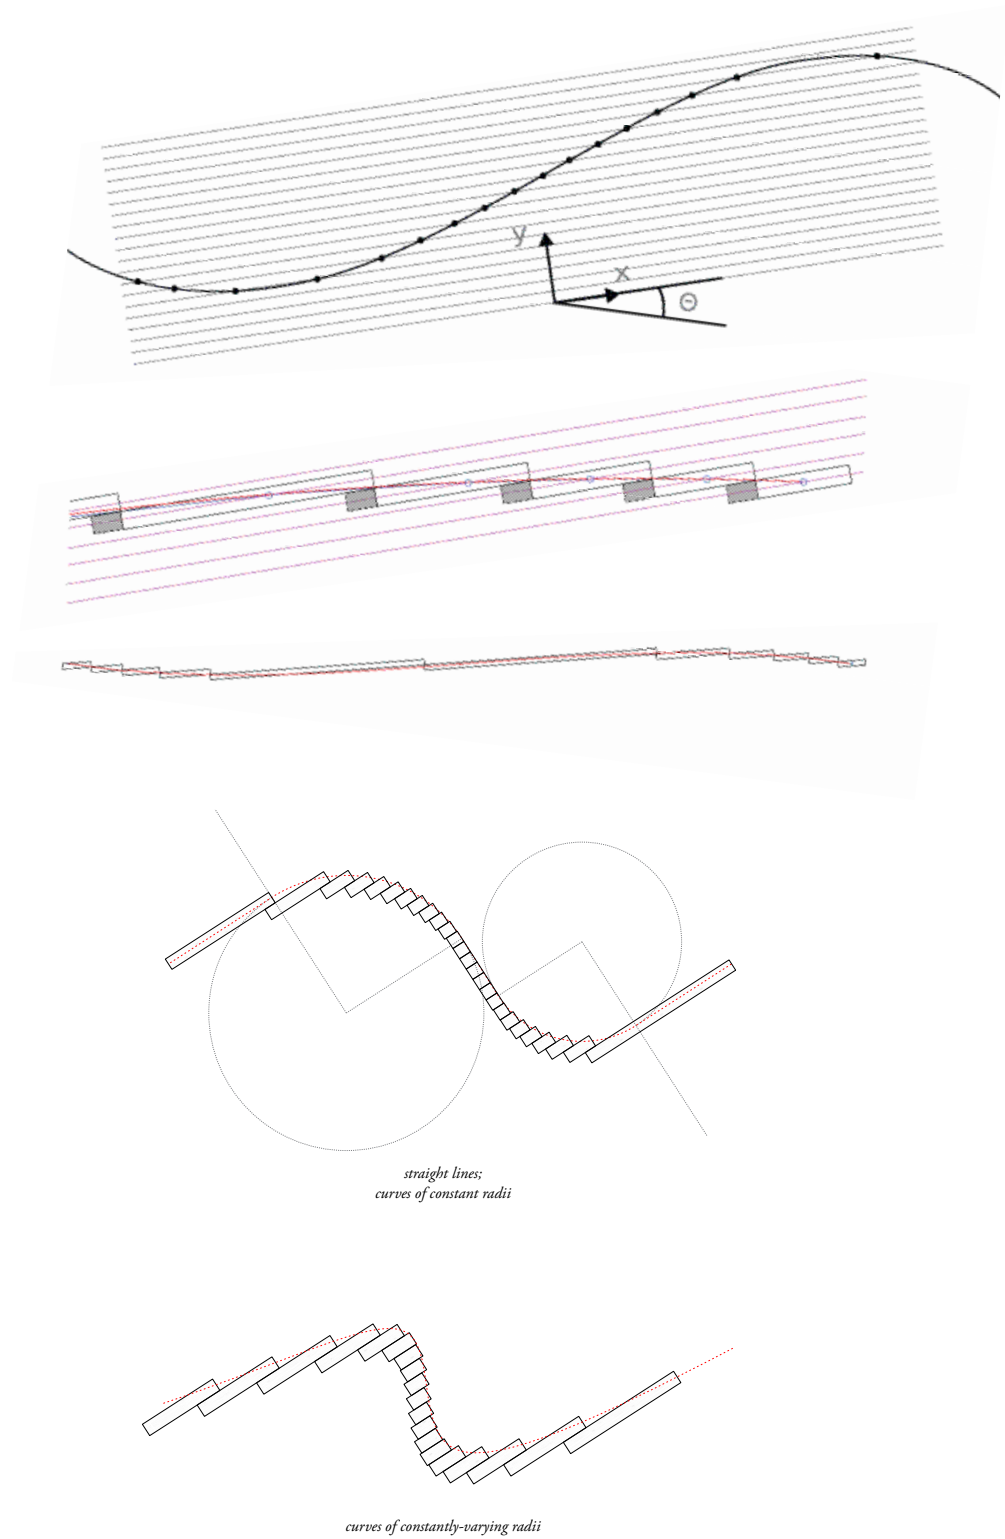 y
x
Θ
straight lines;
curves of constant radii
curves of constantly-varying radii